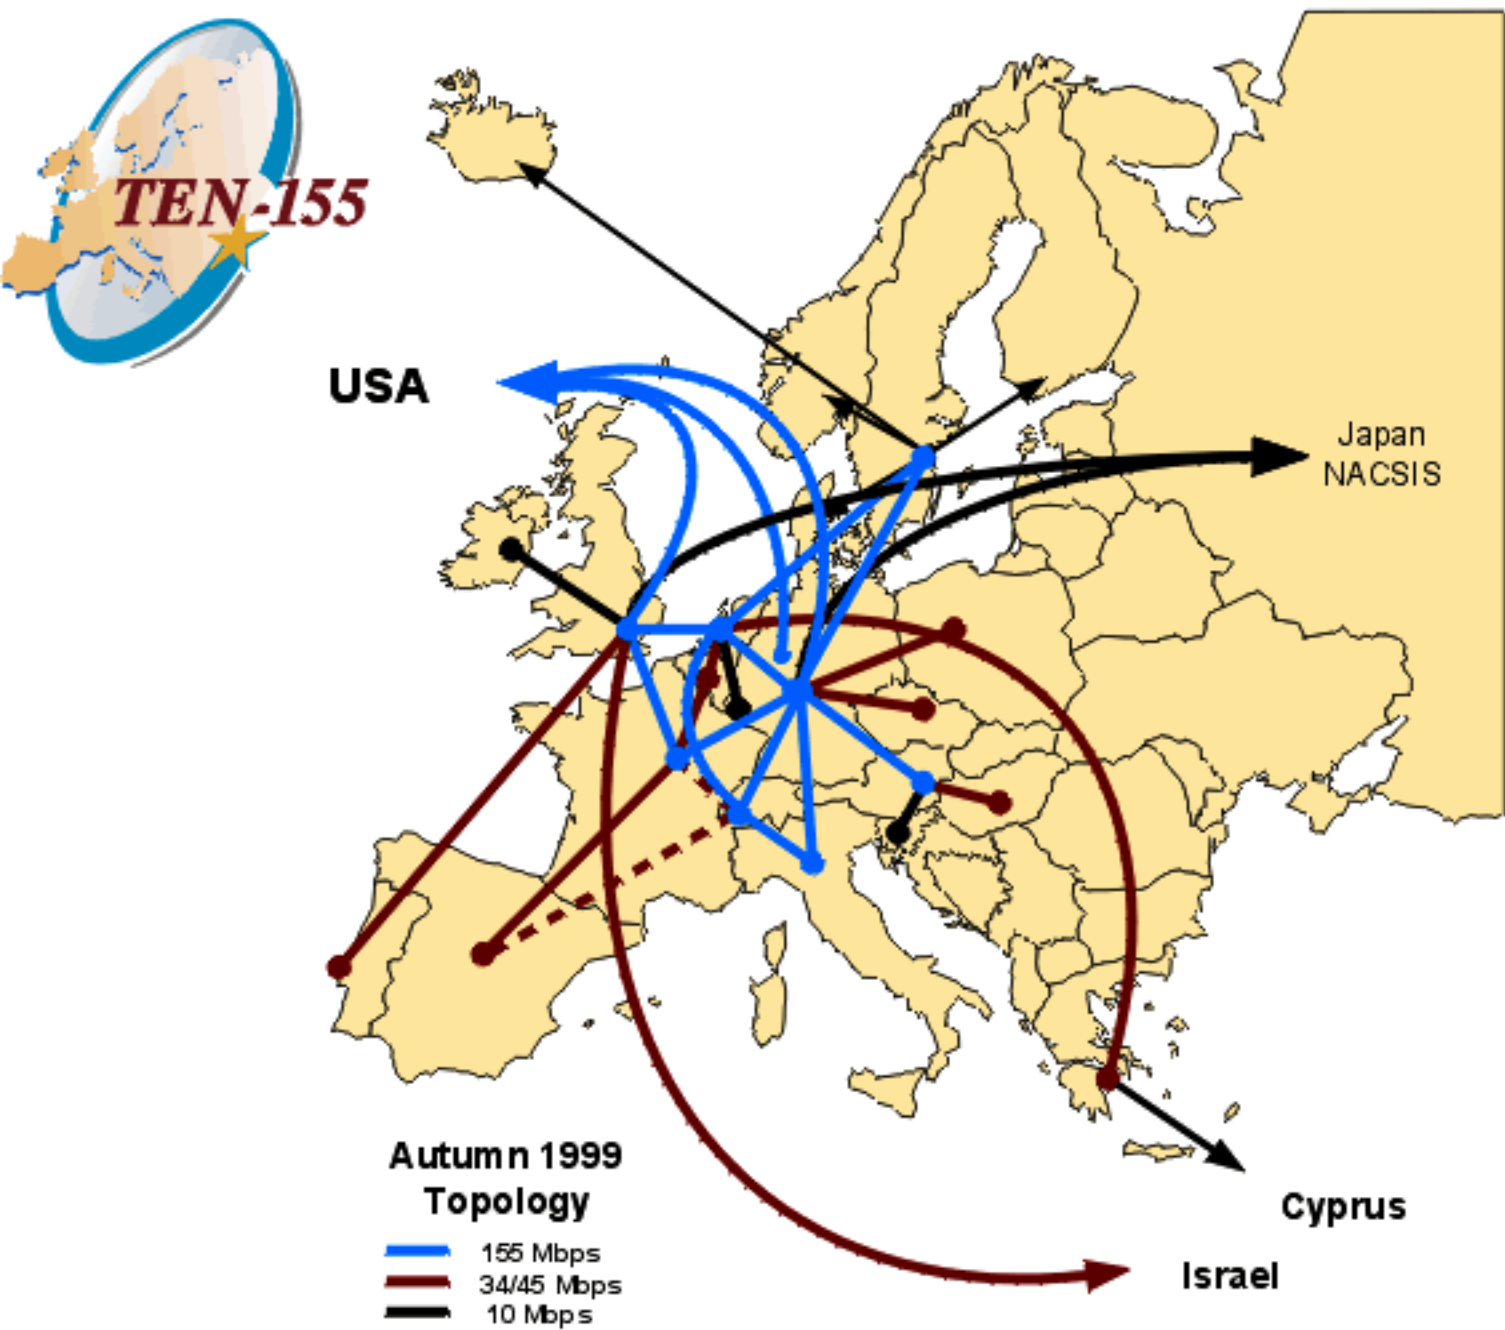 TEN-155
USA
Japan
NACSIS
Autumn 1999
Topology
155 Mbps
34/45 Mbps
10 Mbps
Cyprus
Israel